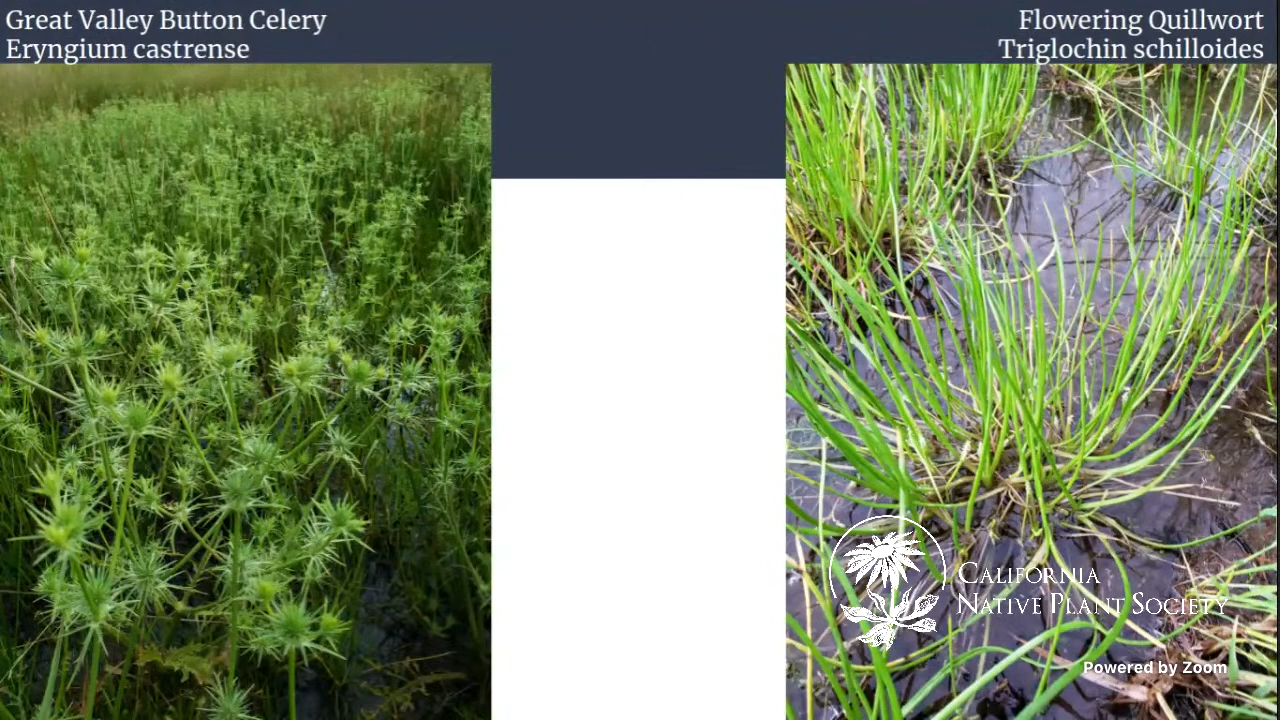 Great Valley Button Celery
Eryngium castrense
Flowering Quillwort
Triglochin schilloides
California
Native Plant Society
Powered by Zoom